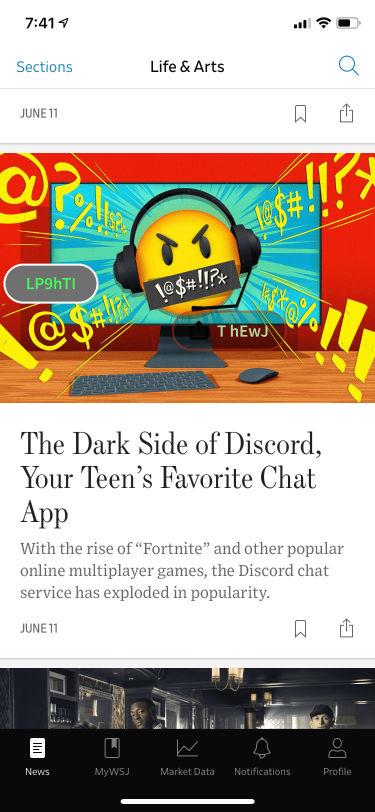 7:41
Sections
Life & Arts
JUNE 11
@?%!!$?
@$#!!?*
!@$#!!?*
LP9hTI
@$#!!
!$*@%!!!
T hEwJ
The Dark Side of Discord,
Your Teen's Favorite Chat
App
With the rise of “Fortnite” and other popular
online multiplayer games, the Discord chat
service has exploded in popularity.
JUNE 11
News
MyWSJ
Market Data
Notifications
Profile